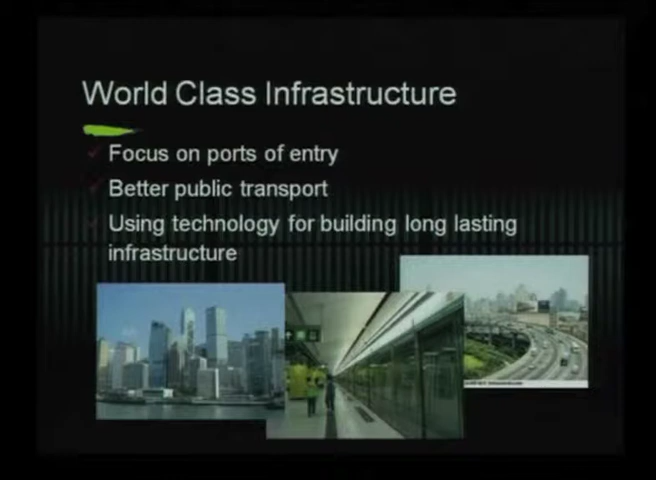 World Class Infrastructure
Focus on ports of entry
Better public transport
Using technology for building long lasting
infrastructure